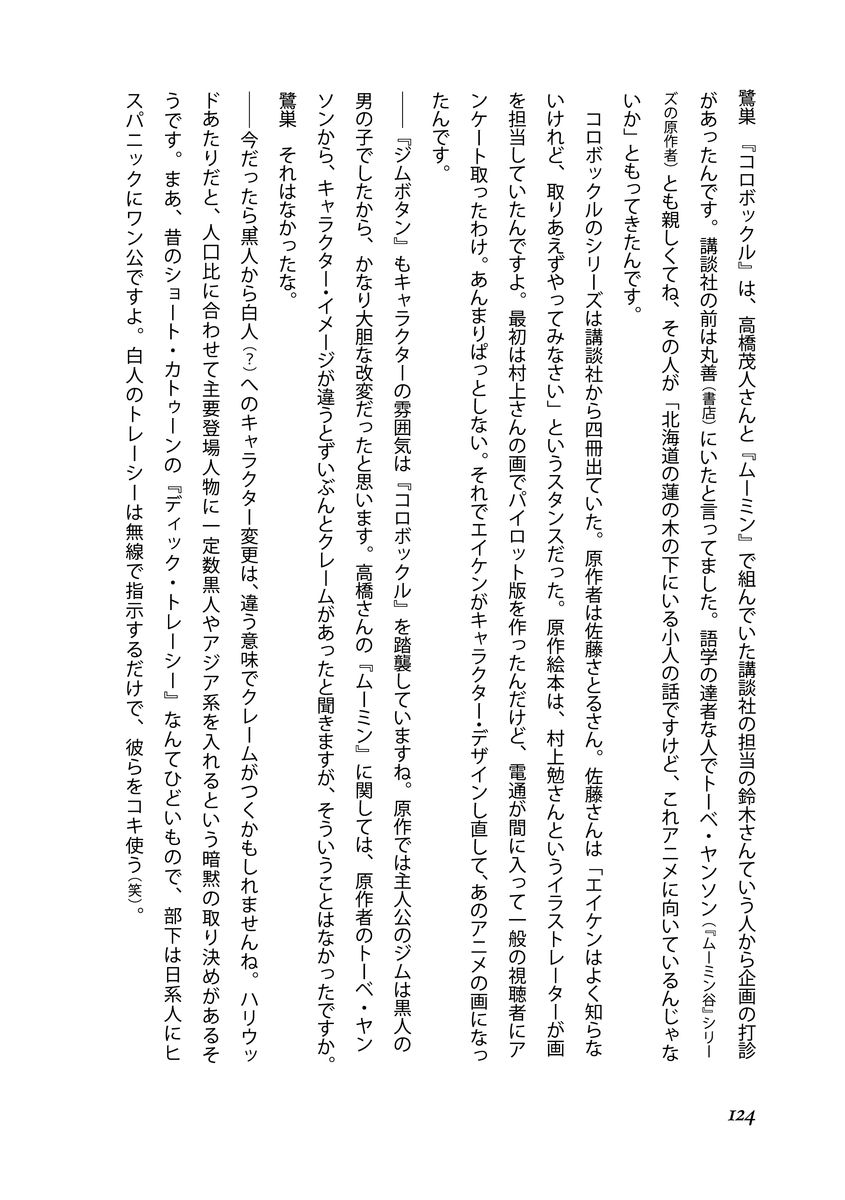 鷺巣　『コロボックル』は、高橋茂人さんと『ムーミン』で組んでいた講談社の担当の鈴木さんていう人から企画の打診
があったんです。講談社の前は丸善（書店）にいたと言ってました。語学の達者な人でトーベ・ヤンソン（『ムーミン谷』シリー
ズの原作者）とも親しくてね、その人が「北海道の蓮の木の下にいる小人の話ですけど、これアニメに向いているんじゃな
いか」ともってきたんです。
　コロボックルのシリーズは講談社から四冊出ていた。原作者は佐藤さとるさん。佐藤さんは「エイケンはよく知らな
いけれど、取りあえずやってみなさい」というスタンスだった。原作絵本は、村上勉さんというイラストレーターが画
を担当していたんですよ。最初は村上さんの画でパイロット版を作ったんだけど、電通が間に入って一般の視聴者にア
ンケート取ったわけ。あんまりぱっとしない。それでエイケンがキャラクター・デザインし直して、あのアニメの画になっ
たんです。
――『ジムボタン』もキャラクターの雰囲気は『コロボックル』を踏襲していますね。原作では主人公のジムは黒人の
男の子でしたから、かなり大胆な改変だったと思います。高橋さんの『ムーミン』に関しては、原作者のトーベ・ヤン
ソンから、キャラクター・イメージが違うとずいぶんとクレームがあったと聞きますが、そういうことはなかったですか。
鷺巣　それはなかったな。
――今だったら、黒人から白人（？）へのキャラクター変更は、違う意味でクレームがつくかもしれませんね。ハリウッ
ドあたりだと、人口比に合わせて主要登場人物に一定数黒人やアジア系を入れるという暗黙の取り決めがあるそ
うです。まあ、昔のショート・カトゥーンの『ディック・トレーシー』なんてひどいもので、部下は日系人にヒ
スパニックにワン公ですよ。白人のトレーシーは無線で指示するだけで、彼らをコキ使う（笑）。
124